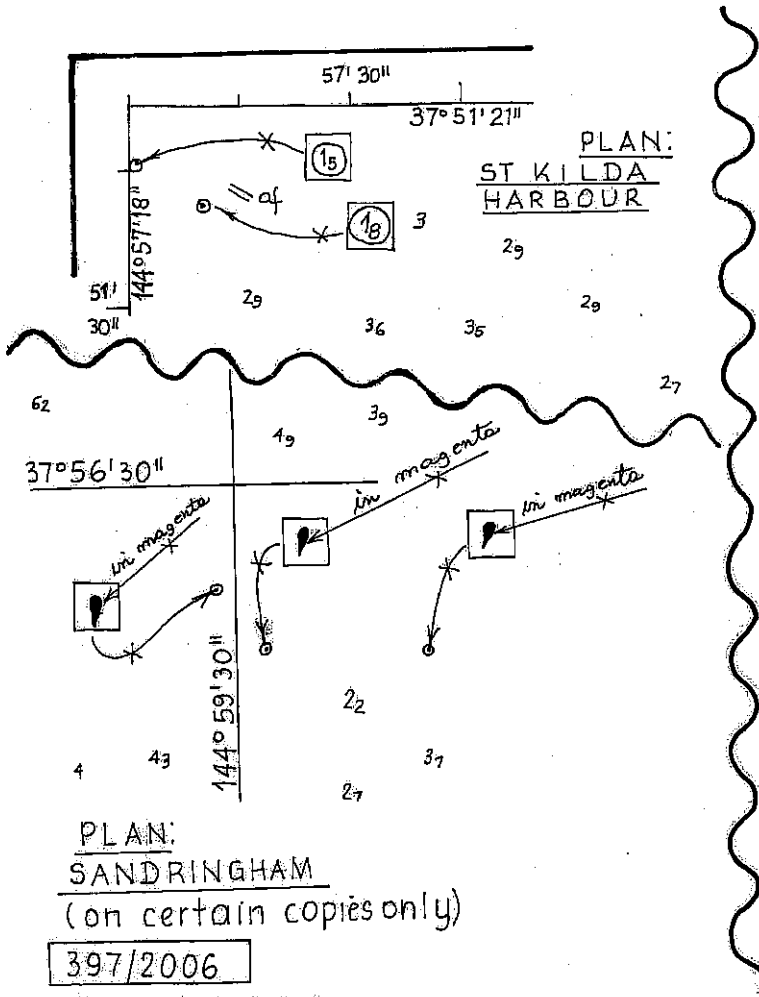 57' 30"
37° 51' 21"
PLAN:
ST KILDA
HARBOUR
15
af
18
3
29
144° 57' 18"
51'
30"
29
36
35
29
27
62
49
39
37° 56' 30"
in magenta
in magenta
in magenta
144° 59' 30"
22
4
43
37
27
PLAN:
SANDRINGHAM
(on certain copies only)
397/2006